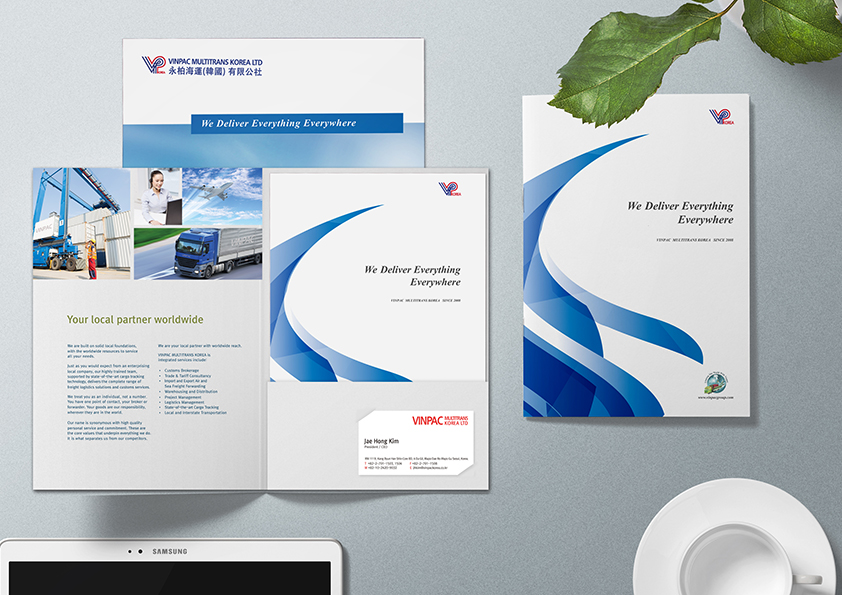 VINPAC MULTITRANS KOREA LTD
永柏海運(韓國) 有限公社
We Deliver Everything Everywhere
KOREA
We Deliver Everything
Everywhere
VINPAC MULTITRANS KOREA SINCE 2008
www.vinpacgroup.com
KOREA
We Deliver Everything
Everywhere
VINPAC MULTITRANS KOREA SINCE 2008
Your local partner worldwide
We are built on solid local foundations,
with the worldwide resources to service
all your needs.
Just as you would expect from an enterprising
local company, our highly trained team,
supported by state-of-the-art cargo tracking
technology, delivers the complete range of
freight logistics solutions and customs services.
We treat you as an individual, not a number.
You have one point of contact, your broker or
forwarder. Your goods are our responsibility,
wherever they are in the world.
Our name is synonymous with high quality
personal service and commitment. These are
the core values that underpin everything we do.
It is what separates us from our competitors.
We are your local partner with worldwide reach.
VINPAC MULTITRANS KOREA is
integrated services include:
• Customs Brokerage
• Trade & Tariff Consultancy
• Import and Export Air and
Sea Freight Forwarding
• Warehousing and Distribution
• Project Management
• Logistics Management
• State-of-the-art Cargo Tracking
• Local and Interstate Transportation
VINPAC MULTITRANS
KOREA LTD
Jae Hong Kim
President / CEO
SAMSUNG